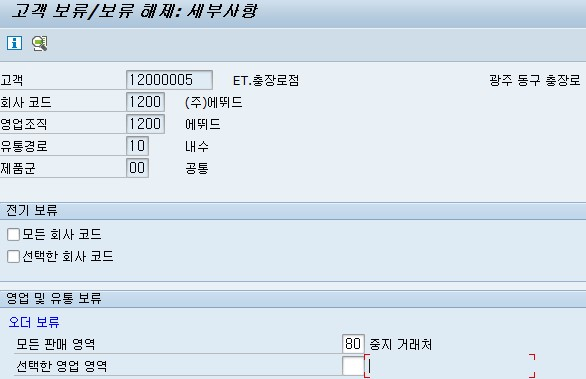 고객 보류/보류 해제: 세부사항
고객 12000005 ET.충장로점 광주 동구 충장로
회사 코드 1200 (주)에뛰드
영업조직 1200 에뛰드
유통경로 10 내수
제품군 00 공통
전기 보류
모든 회사 코드
선택한 회사 코드
영업 및 유통 보류
오더 보류
모든 판매 영역 80 중지 거래처
선택한 영업 영역